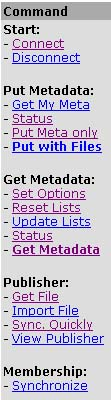 Command
Start:
- Connect
- Disconnect
Put Metadata:
- Get My Meta
- Status
- Put Meta only
- Put with Files
Get Metadata:
- Set Options
- Reset Lists
- Update Lists
- Status
- Get Metadata
Publisher:
- Get File
- Import File
- Sync. Quickly
- View Publisher
Membership:
- Synchronize